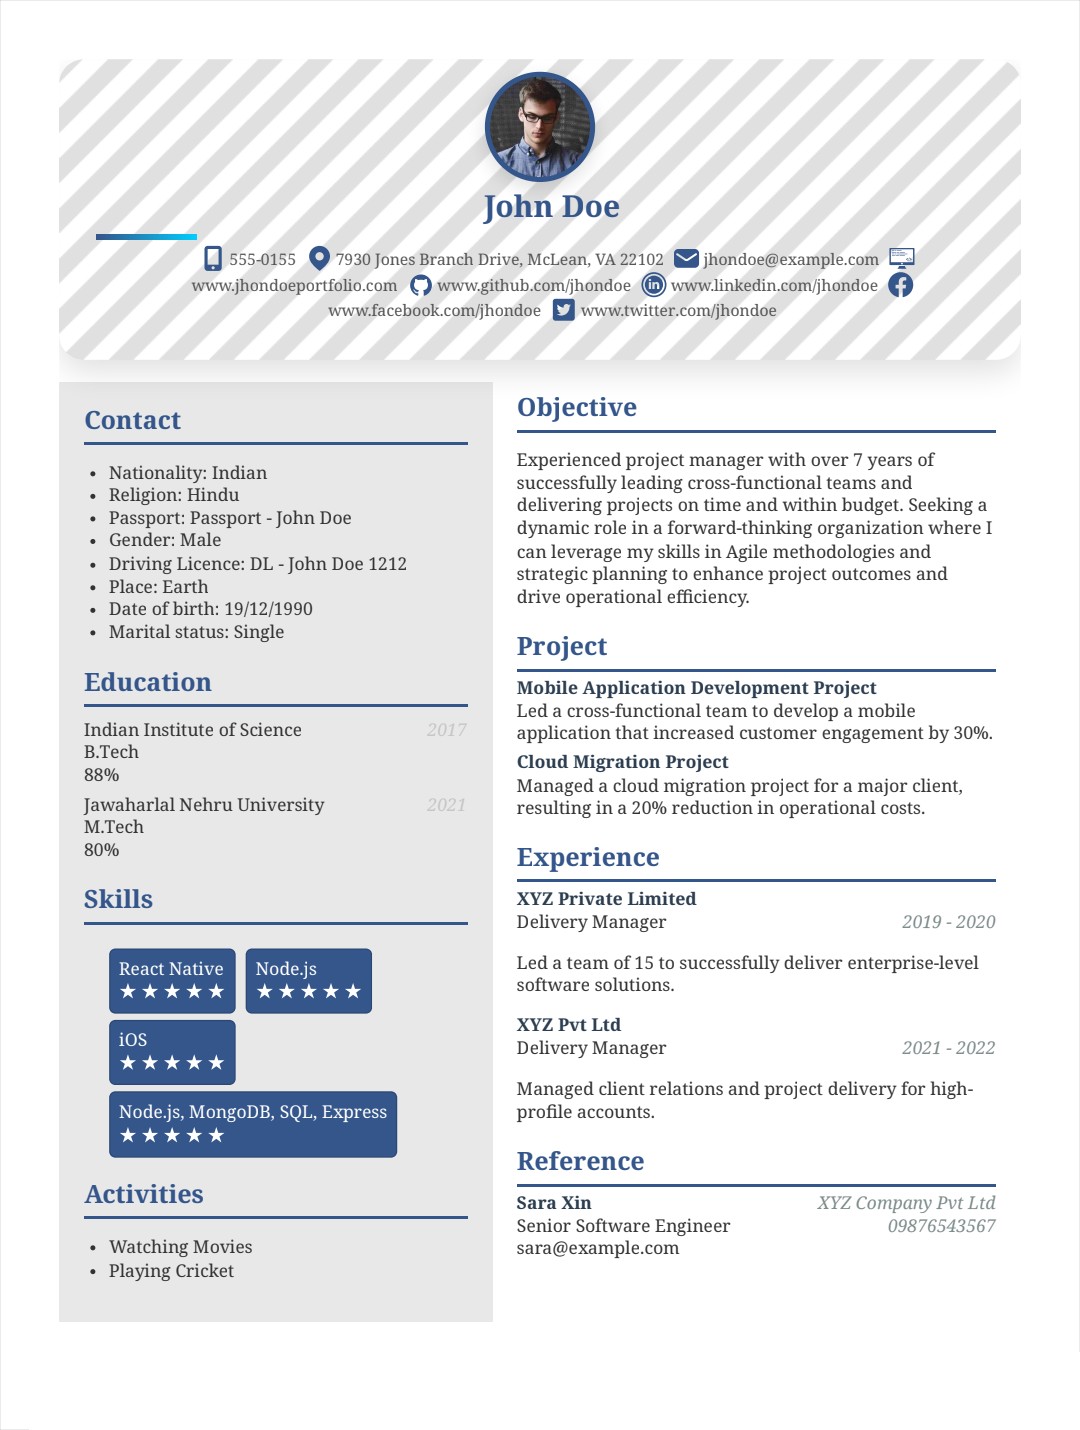 John Doe
555-0155 7930 Jones Branch Drive, McLean, VA 22102 jhondoe@example.com
www.jhondoeportfolio.com www.github.com/jhondoe www.linkedin.com/jhondoe
www.facebook.com/jhondoe www.twitter.com/jhondoe
Contact
• Nationality: Indian
• Religion: Hindu
• Passport: Passport - John Doe
• Gender: Male
• Driving Licence: DL - John Doe 1212
• Place: Earth
• Date of birth: 19/12/1990
• Marital status: Single
Education
Indian Institute of Science 2017
B.Tech
88%
Jawaharlal Nehru University 2021
M.Tech
80%
Skills
React Native Node.js
★★★★★ ★★★★★
iOS
★★★★★
Node.js, MongoDB, SQL, Express
★★★★★
Activities
• Watching Movies
• Playing Cricket
Objective
Experienced project manager with over 7 years of
successfully leading cross-functional teams and
delivering projects on time and within budget. Seeking a
dynamic role in a forward-thinking organization where I
can leverage my skills in Agile methodologies and
strategic planning to enhance project outcomes and
drive operational efficiency.
Project
Mobile Application Development Project
Led a cross-functional team to develop a mobile
application that increased customer engagement by 30%.
Cloud Migration Project
Managed a cloud migration project for a major client,
resulting in a 20% reduction in operational costs.
Experience
XYZ Private Limited
Delivery Manager 2019 - 2020
Led a team of 15 to successfully deliver enterprise-level
software solutions.
XYZ Pvt Ltd
Delivery Manager 2021 - 2022
Managed client relations and project delivery for high-
profile accounts.
Reference
Sara Xin XYZ Company Pvt Ltd
Senior Software Engineer 09876543567
sara@example.com